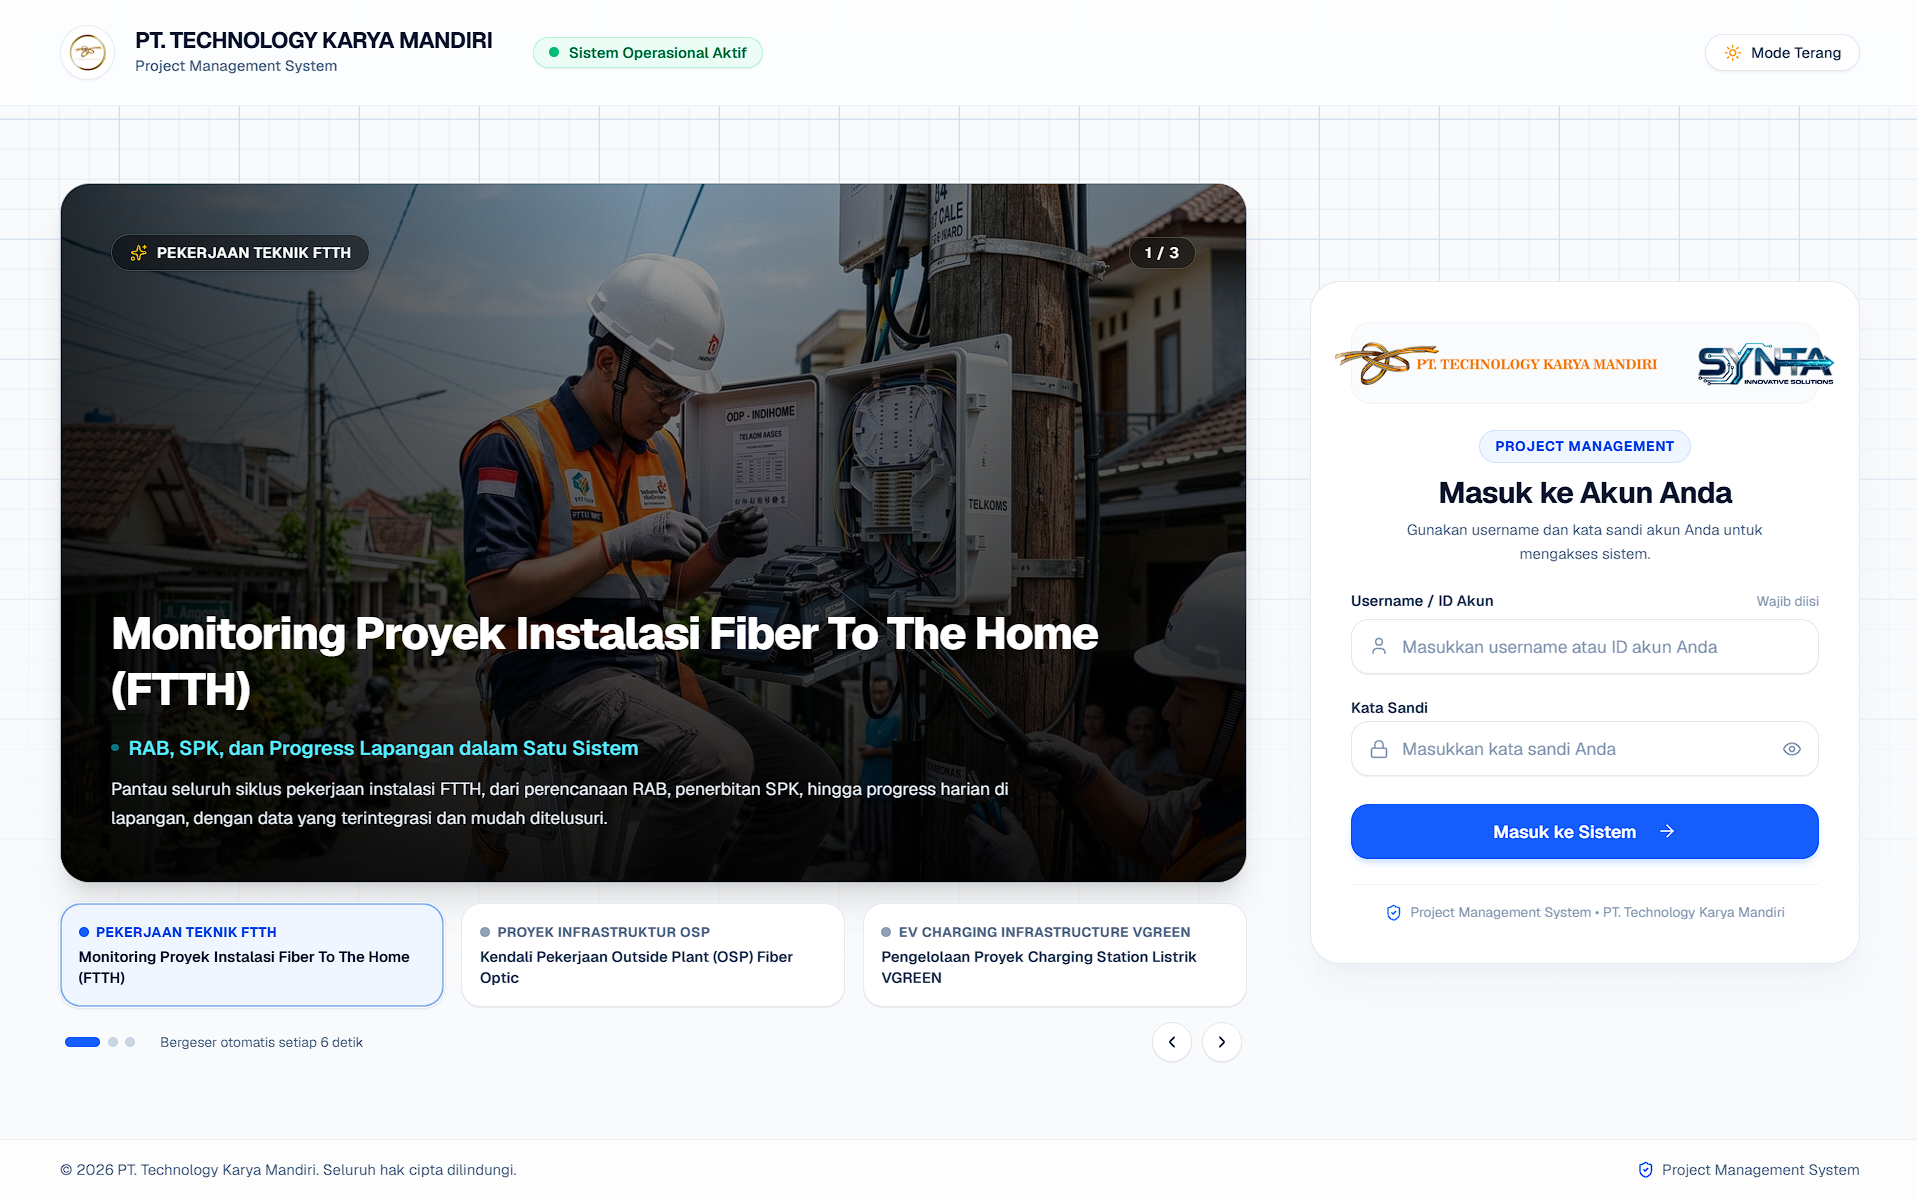 PT. TECHNOLOGY KARYA MANDIRI
Project Management System
Sistem Operasional Aktif
Mode Terang
PEKERJAAN TEKNIK FTTH
1 / 3
ODP - INDIHOME
TELKOMS
Monitoring Proyek Instalasi Fiber To The Home
(FTTH)
RAB, SPK, dan Progress Lapangan dalam Satu Sistem
Pantau seluruh siklus pekerjaan instalasi FTTH, dari perencanaan RAB, penerbitan SPK, hingga progress harian di
lapangan, dengan data yang terintegrasi dan mudah ditelusuri.
PEKERJAAN TEKNIK FTTH
Monitoring Proyek Instalasi Fiber To The Home
(FTTH)
PROYEK INFRASTRUKTUR OSP
Kendali Pekerjaan Outside Plant (OSP) Fiber
Optic
EV CHARGING INFRASTRUCTURE VGREEN
Pengelolaan Proyek Charging Station Listrik
VGREEN
Bergeser otomatis setiap 6 detik
PT. TECHNOLOGY KARYA MANDIRI
SYNTA
INNOVATIVE SOLUTIONS
PROJECT MANAGEMENT
Masuk ke Akun Anda
Gunakan username dan kata sandi akun Anda untuk
mengakses sistem.
Username / ID Akun
Wajib diisi
Masukkan username atau ID akun Anda
Kata Sandi
Masukkan kata sandi Anda
Masuk ke Sistem
Project Management System • PT. Technology Karya Mandiri
© 2026 PT. Technology Karya Mandiri. Seluruh hak cipta dilindungi.
Project Management System